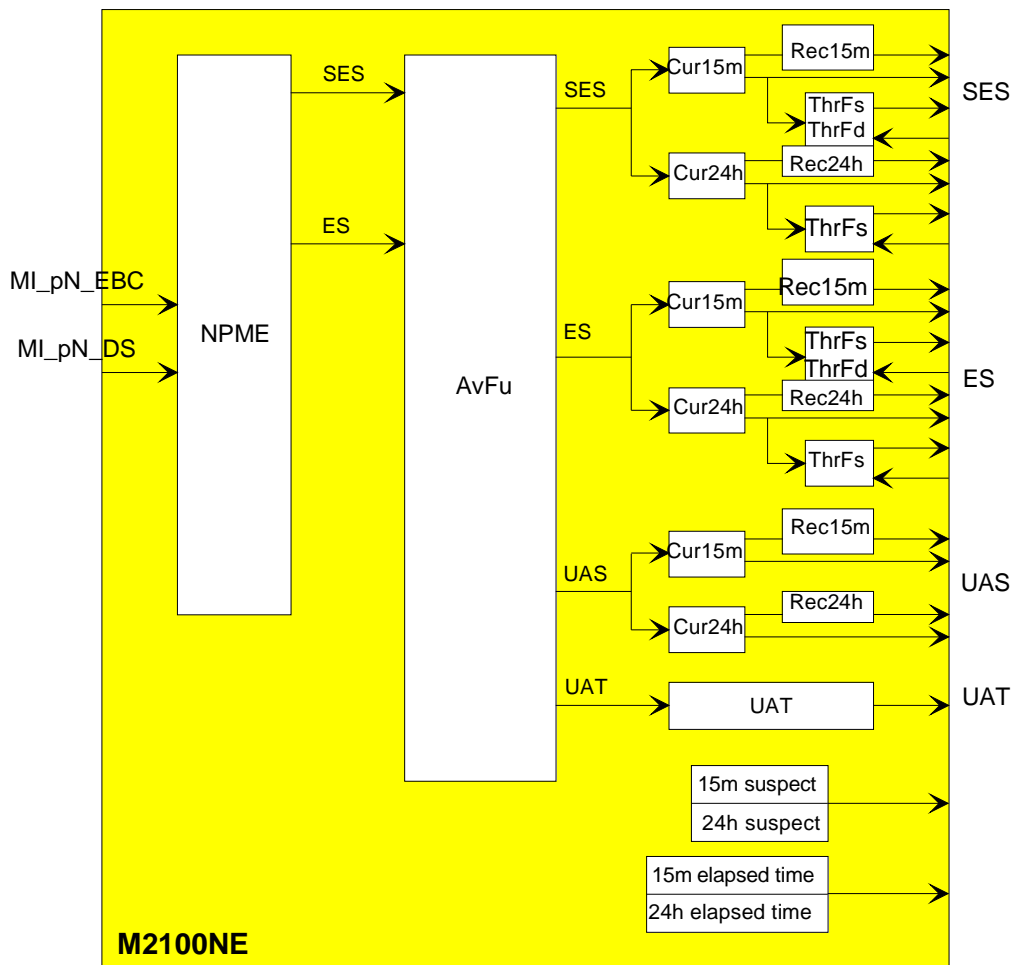 SES
Cur15m
Rec15m
SES
SES
ThrFs
ThrFd
Cur24h
Rec24h
ES
ThrFs
MI_pN_EBC
NPME
Cur15m
Rec15m
MI_pN_DS
AvFu
ES
ThrFs
ThrFd
ES
Cur24h
Rec24h
ThrFs
UAS
Cur15m
Rec15m
UAS
Cur24h
Rec24h
UAT
UAT
UAT
15m suspect
24h suspect
15m elapsed time
24h elapsed time
M2100NE